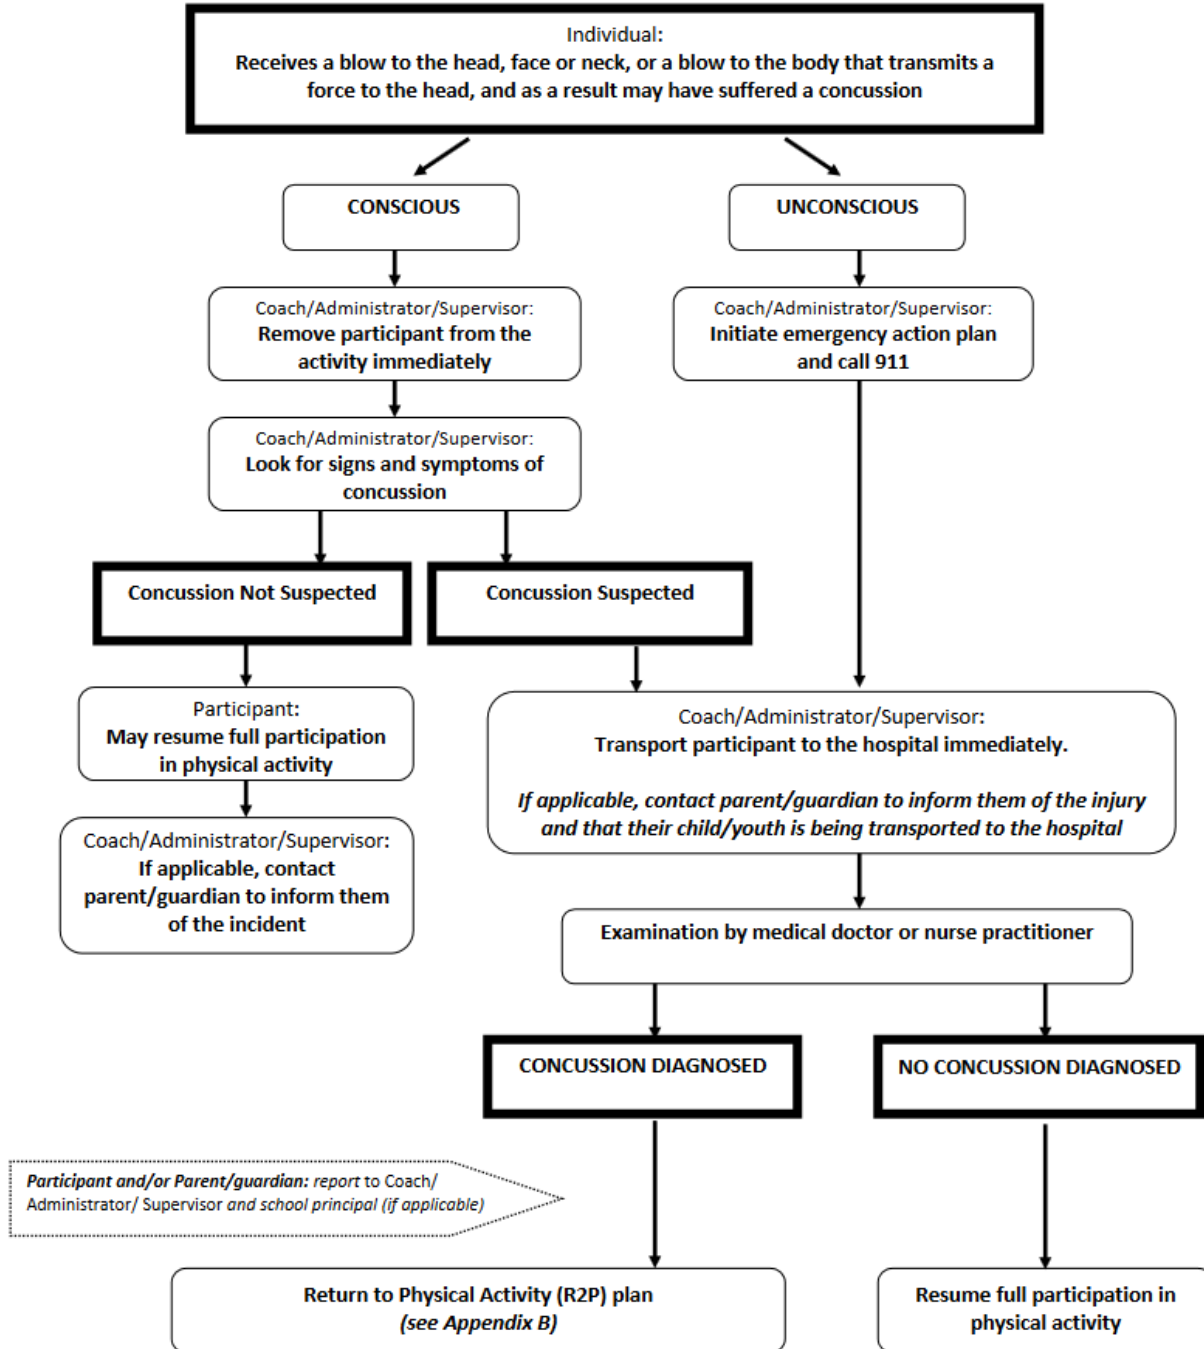 Individual:
Receives a blow to the head, face or neck, or a blow to the body that transmits a
force to the head, and as a result may have suffered a concussion
CONSCIOUS
UNCONSCIOUS
Coach/Administrator/Supervisor:
Remove participant from the
activity immediately
Coach/Administrator/Supervisor:
Initiate emergency action plan
and call 911
Coach/Administrator/Supervisor:
Look for signs and symptoms of
concussion
Concussion Not Suspected
Concussion Suspected
Participant:
May resume full participation
in physical activity
Coach/Administrator/Supervisor:
If applicable, contact
parent/guardian to inform them
of the incident
Coach/Administrator/Supervisor:
Transport participant to the hospital immediately.
If applicable, contact parent/guardian to inform them of the injury
and that their child/youth is being transported to the hospital
Examination by medical doctor or nurse practitioner
CONCUSSION DIAGNOSED
NO CONCUSSION DIAGNOSED
Participant and/or Parent/guardian: report to Coach/
Administrator/ Supervisor and school principal (if applicable)
Return to Physical Activity (R2P) plan
(see Appendix B)
Resume full participation in
physical activity